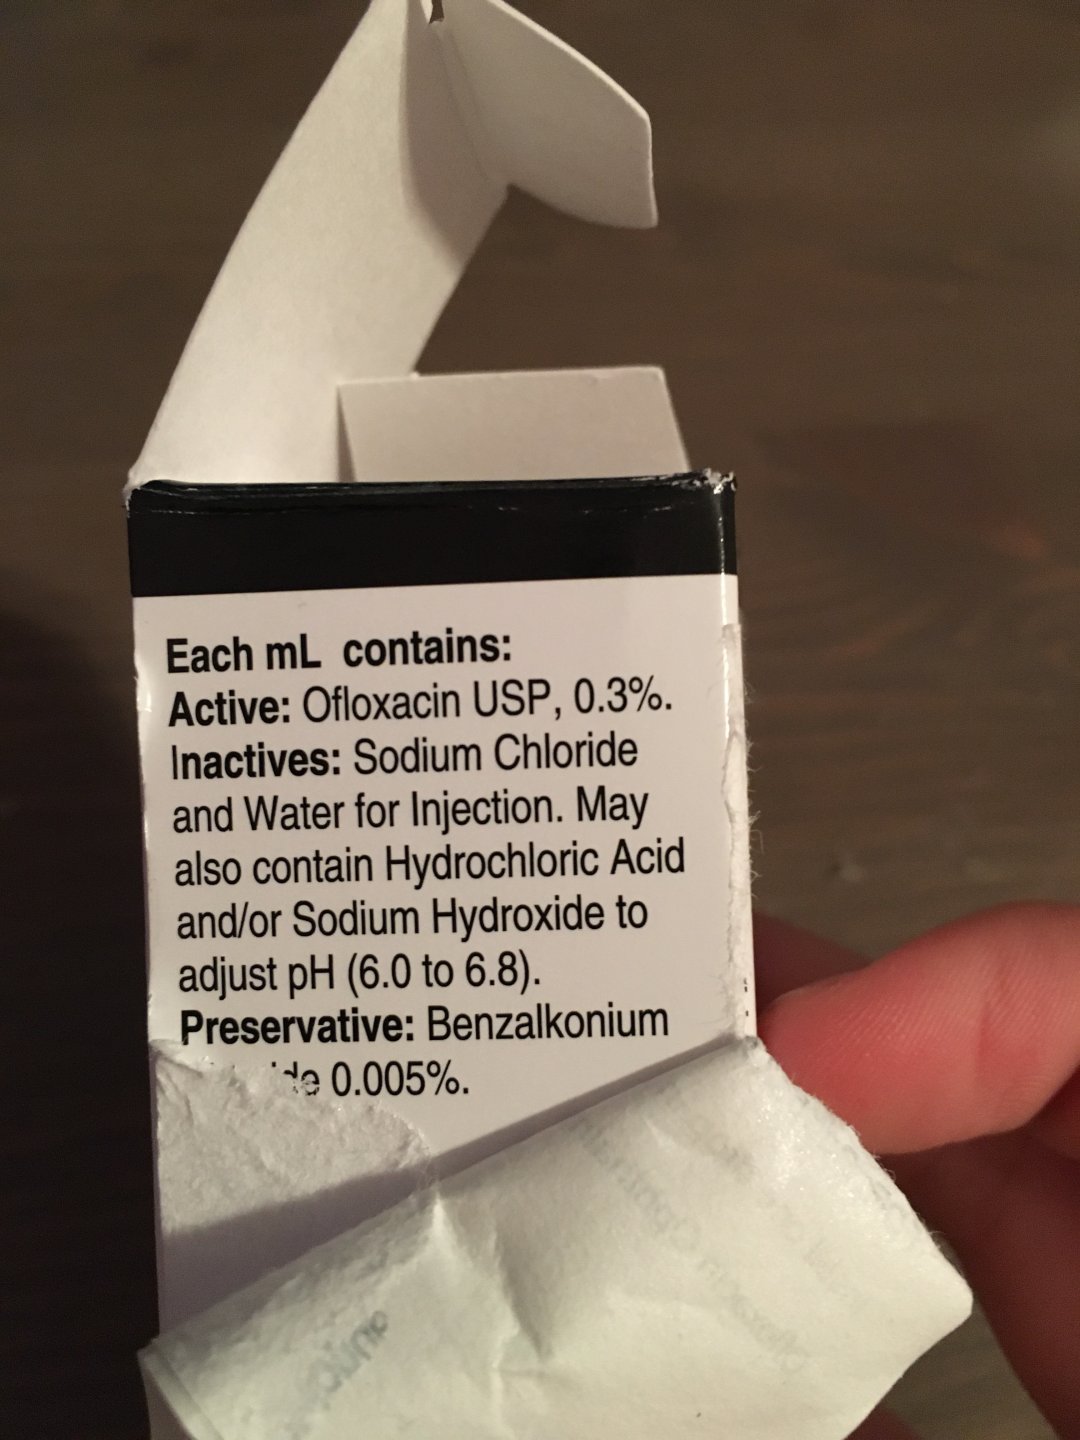 Each mL contains:
Active: Ofloxacin USP, 0.3%.
Inactives: Sodium Chloride
and Water for Injection. May
also contain Hydrochloric Acid
and/or Sodium Hydroxide to
adjust pH (6.0 to 6.8).
Preservative: Benzalkonium
0.005%.